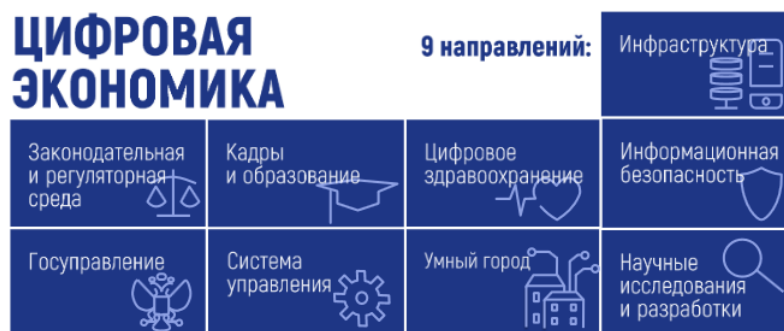 ЦИФРОВАЯ
ЭКОНОМИКА
9 направлений:
Инфраструктура
Законодательная
и регуляторная
среда
Кадры
и образование
Цифровое
здравоохранение
Информационная
безопасность
Госуправление
Система
управления
Умный город
Научные
исследования
и разработки